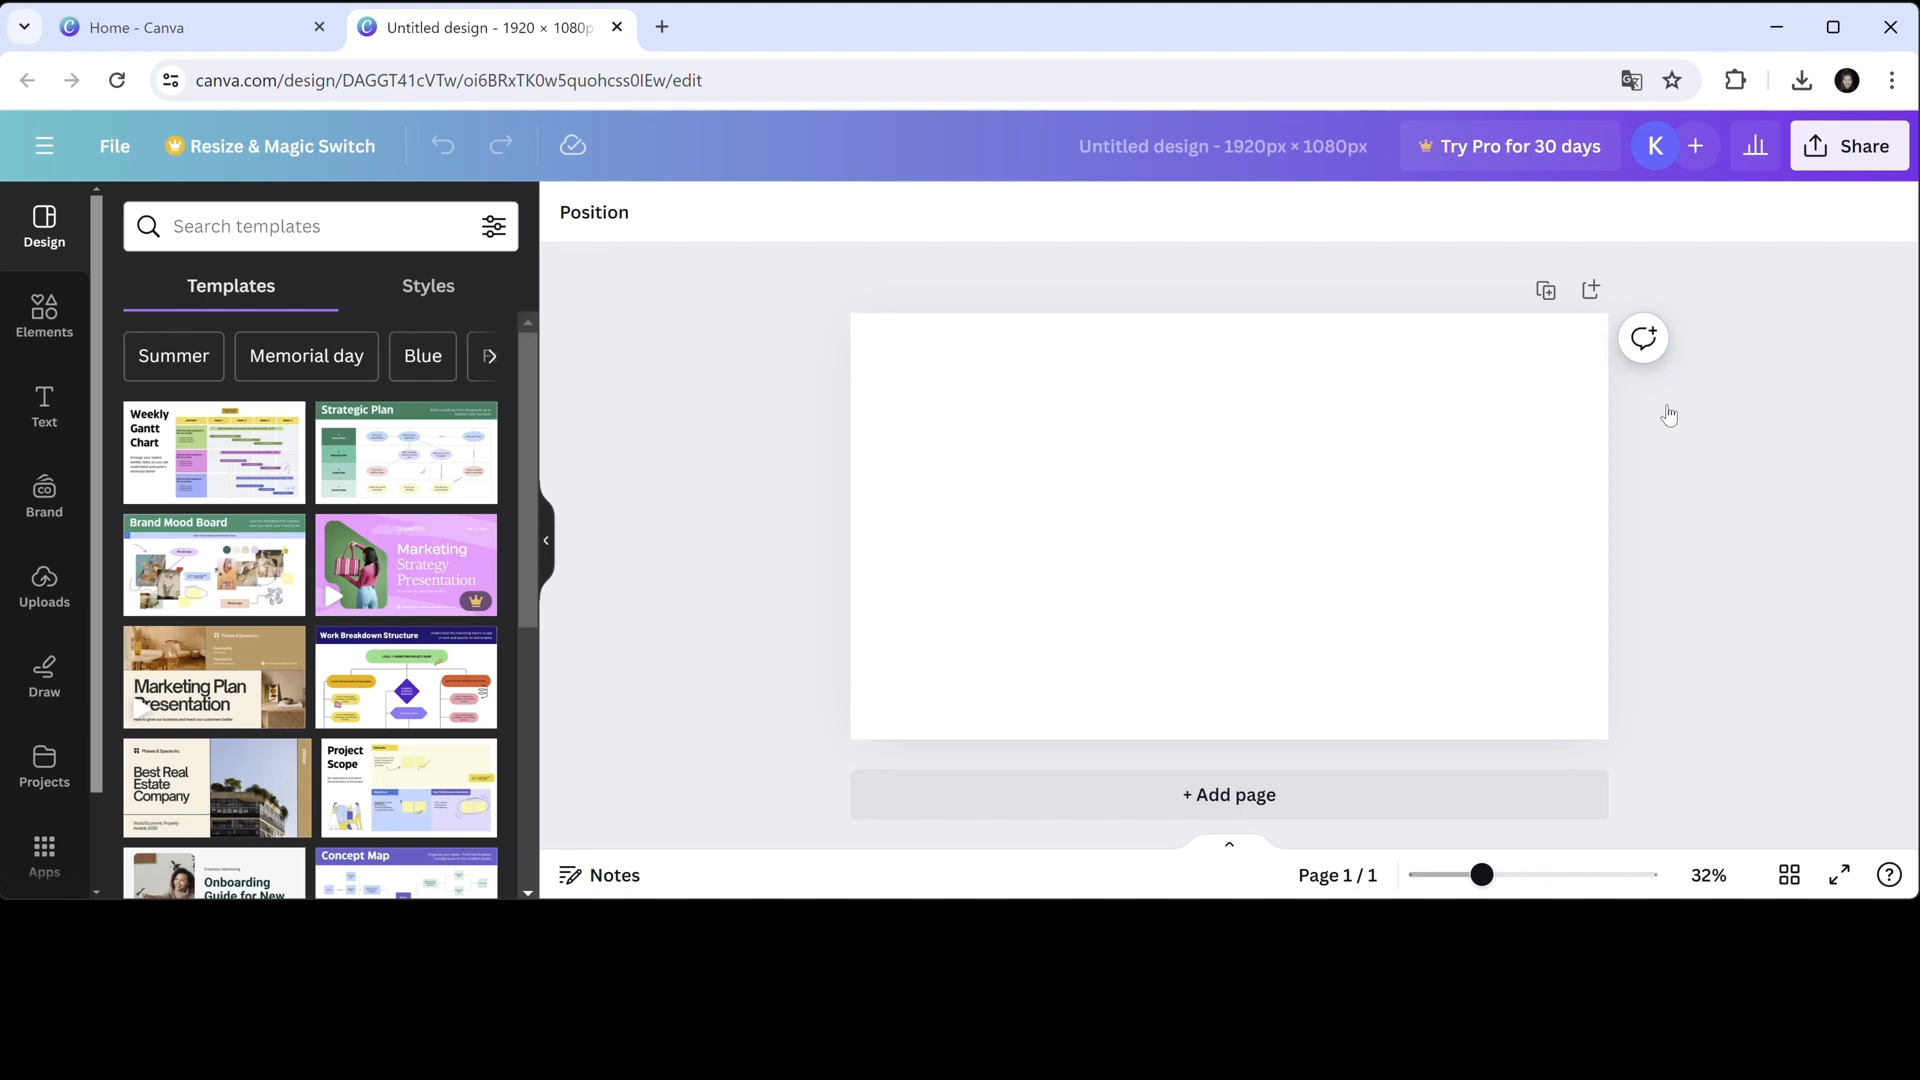 Home - Canva
Untitled design - 1920 × 1080p
canva.com/design/DAGGT41cVTw/oi6BRxTK0w5quohcss0IEw/edit
File
Resize & Magic Switch
Untitled design - 1920px × 1080px
Try Pro for 30 days
K
Share
Design
Elements
Text
Brand
Uploads
Draw
Projects
Apps
Search templates
Templates
Styles
Summer
Memorial day
Blue
Weekly
Gantt
Chart
Strategic Plan
Brand Mood Board
Marketing
Strategy
Presentation
Marketing Plan
Presentation
Work Breakdown Structure
Best Real
Estate
Company
Project
Scope
Onboarding
Guide for New
Concept Map
Position
+ Add page
Notes
Page 1 / 1
32%